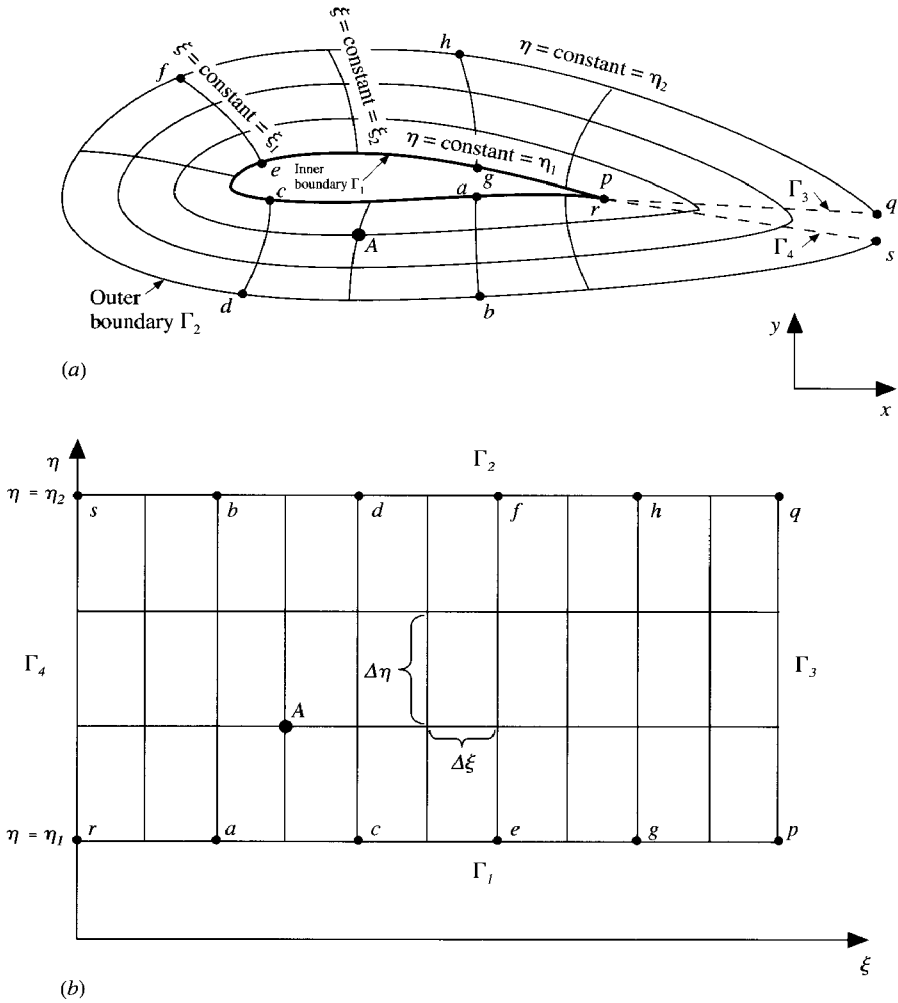 ξ = constant = ξ₁
ξ = constant = ξ₂
h
η = constant = η₂
f
η = constant = η₁
e
Inner
boundary Γ₁
g
p
c
a
r
Γ₃
q
A
Γ₄
s
Outer
boundary Γ₂
d
b
y
x
(a)
η
Γ₂
η = η₂
s
b
d
f
h
q
Γ₄
Δη
Γ₃
A
Δξ
η = η₁
r
a
c
e
g
p
Γ₁
ξ
(b)